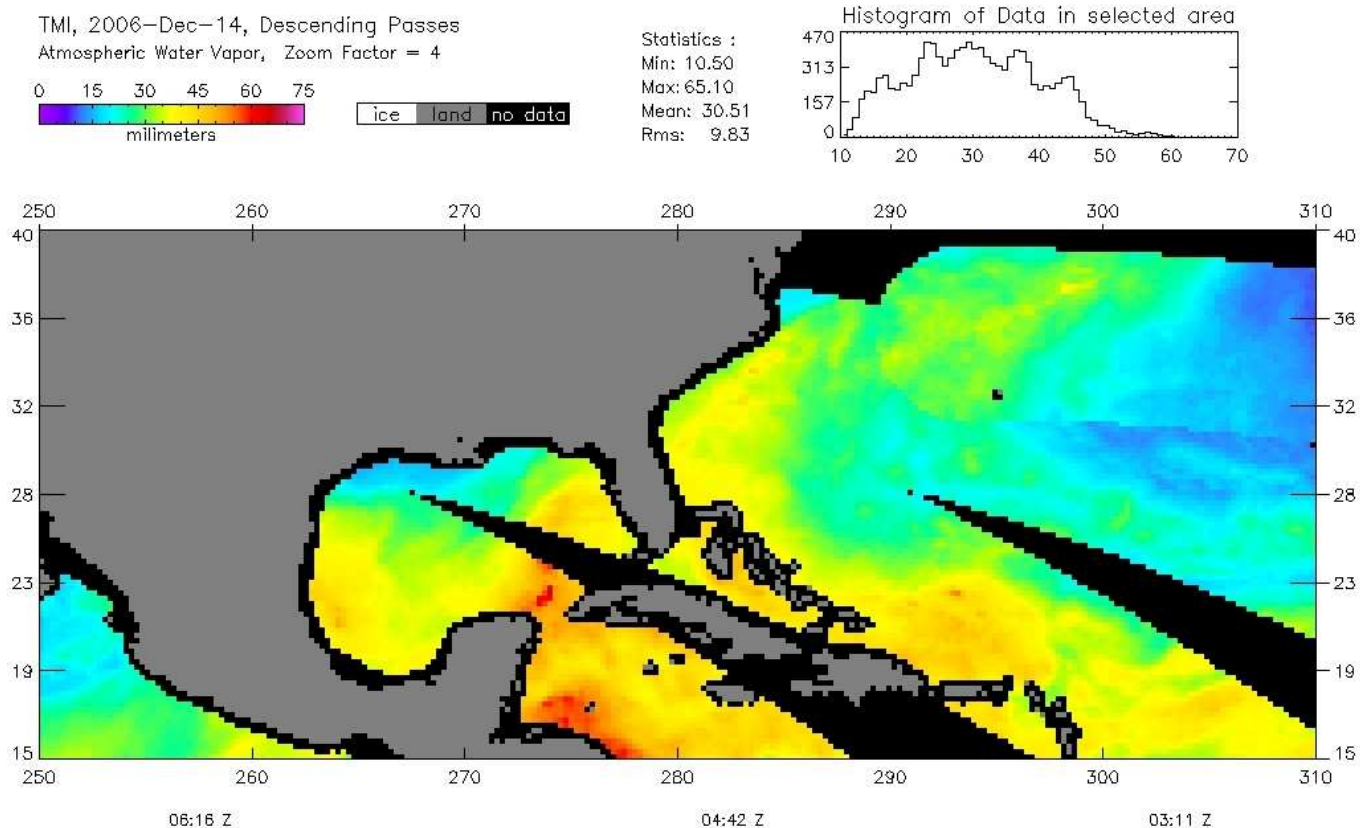 TMI, 2006-Dec-14, Descending Passes
Atmospheric Water Vapor, Zoom Factor = 4
0 15 30 45 60 75
milimeters
ice land no data
Statistics :
Min: 10.50
Max: 65.10
Mean: 30.51
Rms: 9.83
Histogram of Data in selected area
470
313
157
0
10 20 30 40 50 60 70
250 260 270 280 290 300 310
40 40
36 36
32 32
28 28
23 23
19 19
15 15
250 260 270 280 290 300 310
06:16 Z 04:42 Z 03:11 Z